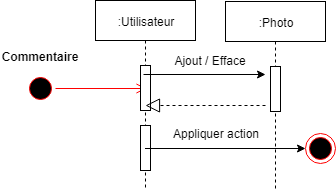 :Utilisateur
:Photo
Commentaire
Ajout / Efface
Appliquer action